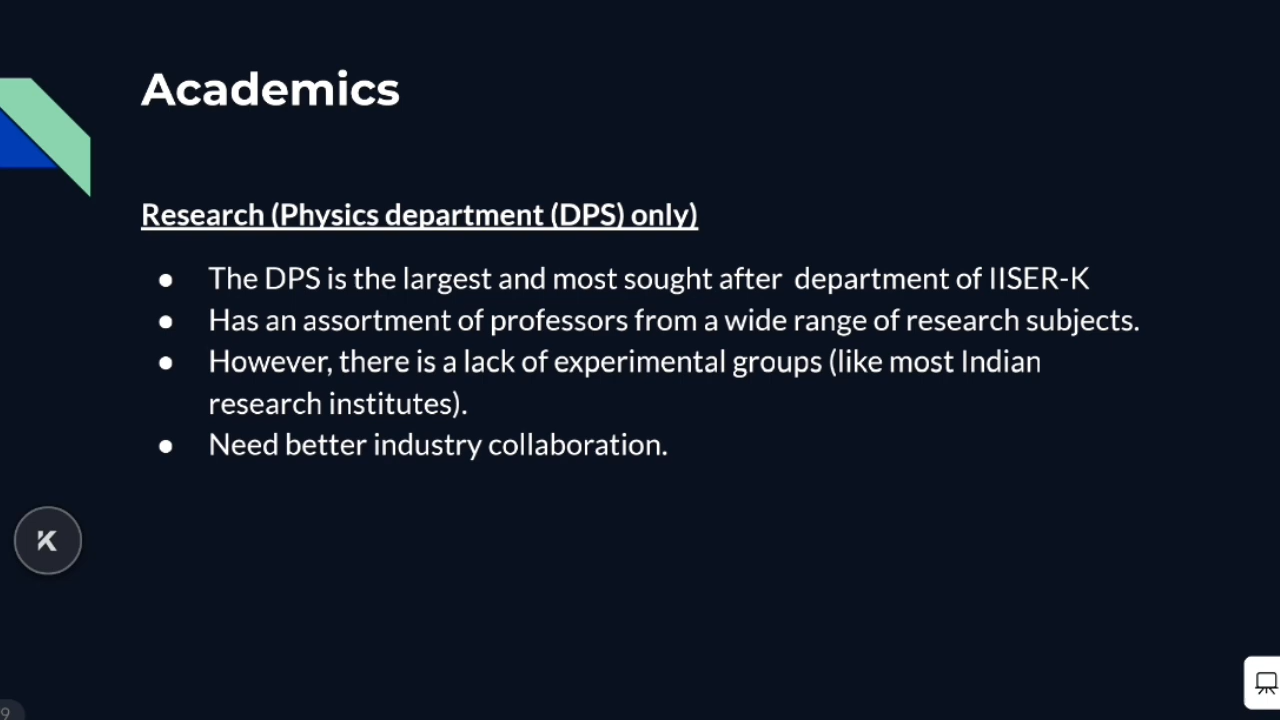 Academics
Research (Physics department (DPS) only)
● The DPS is the largest and most sought after  department of IISER-K
● Has an assortment of professors from a wide range of research subjects.
● However, there is a lack of experimental groups (like most Indian
research institutes).
● Need better industry collaboration.
K
9